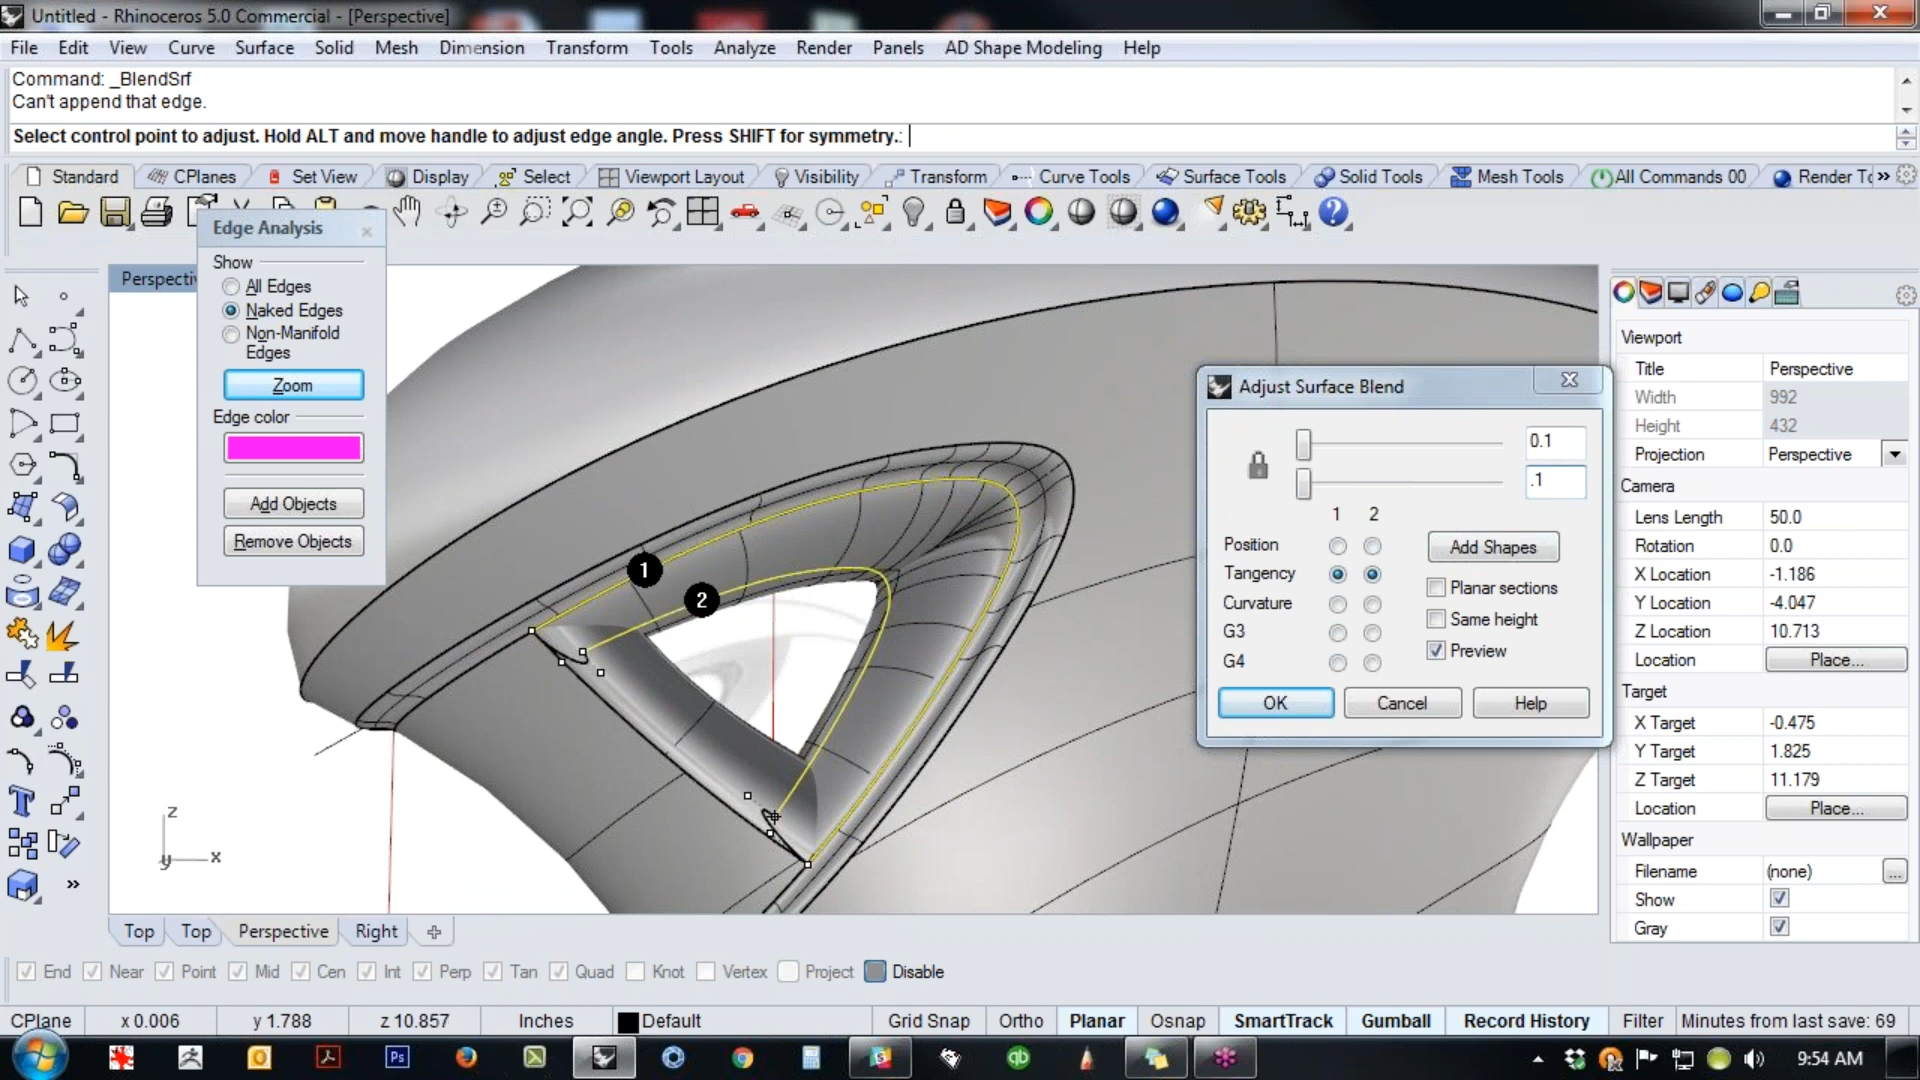 Untitled - Rhinoceros 5.0 Commercial - [Perspective]
File Edit View Curve Surface Solid Mesh Dimension Transform Tools Analyze Render Panels AD Shape Modeling Help
Command: _BlendSrf
Can't append that edge.
Select control point to adjust. Hold ALT and move handle to adjust edge angle. Press SHIFT for symmetry.:
Standard CPlanes Set View Display Select Viewport Layout Visibility Transform Curve Tools Surface Tools Solid Tools Mesh Tools All Commands 00 Render To »
Edge Analysis
Show
All Edges
Naked Edges
Non-Manifold
Edges
Zoom
Edge color
Add Objects
Remove Objects
Perspectiv
1
2
z
y x
Adjust Surface Blend
0.1
.1
1 2
Position
Tangency
Curvature
G3
G4
Add Shapes
Planar sections
Same height
Preview
OK Cancel Help
Viewport
Title Perspective
Width 992
Height 432
Projection Perspective
Camera
Lens Length 50.0
Rotation 0.0
X Location -1.186
Y Location -4.047
Z Location 10.713
Location Place...
Target
X Target -0.475
Y Target 1.825
Z Target 11.179
Location Place...
Wallpaper
Filename (none) ...
Show
Gray
Top Top Perspective Right
End Near Point Mid Cen Int Perp Tan Quad Knot Vertex Project Disable
CPlane x 0.006 y 1.788 z 10.857 Inches Default Grid Snap Ortho Planar Osnap SmartTrack Gumball Record History Filter Minutes from last save: 69
Ps
qb
9:54 AM